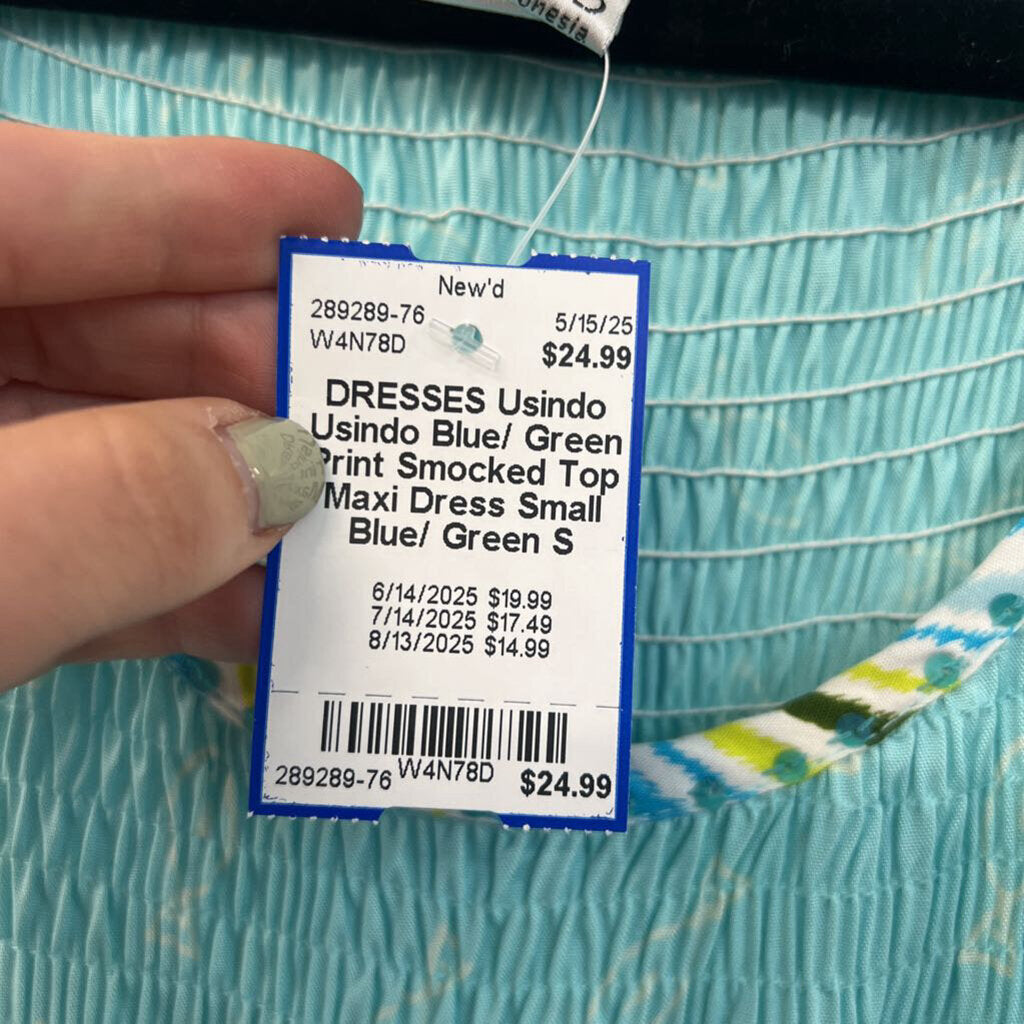 onesia
New'd
289289-76
5/15/25
W4N78D
$24.99
DRESSES Usindo
Usindo Blue/ Green
Print Smocked Top
Maxi Dress Small
Blue/ Green S
6/14/2025 $19.99
7/14/2025 $17.49
8/13/2025 $14.99
289289-76 W4N78D $24.99